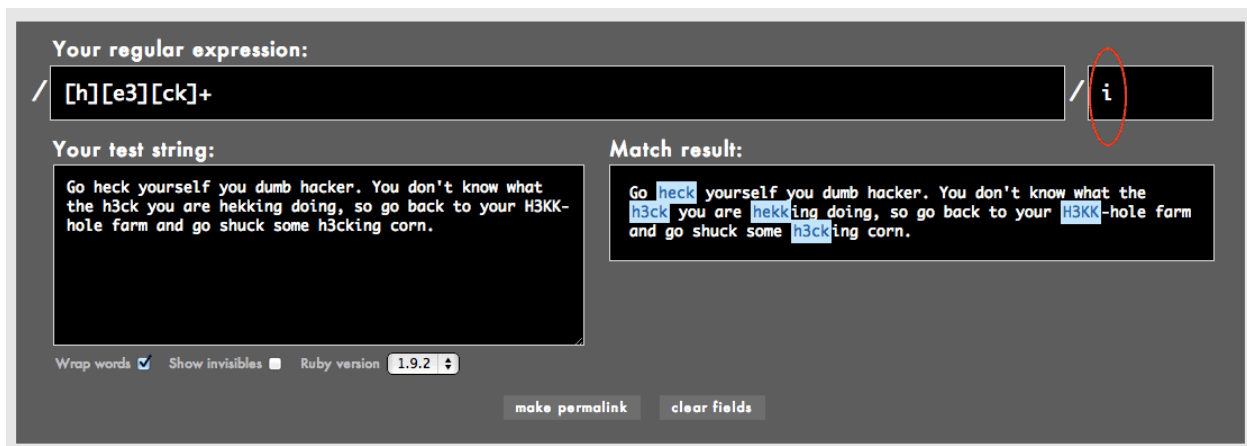 Your regular expression:
/ [h][e3][ck]+ / i
Your test string:
Go heck yourself you dumb hacker. You don't know what
the h3ck you are hekking doing, so go back to your H3KK-
hole farm and go shuck some h3cking corn.
Match result:
Go heck yourself you dumb hacker. You don't know what the
h3ck you are hekking doing, so go back to your H3KK-hole farm
and go shuck some h3cking corn.
Wrap words Show invisibles Ruby version 1.9.2
make permalink clear fields